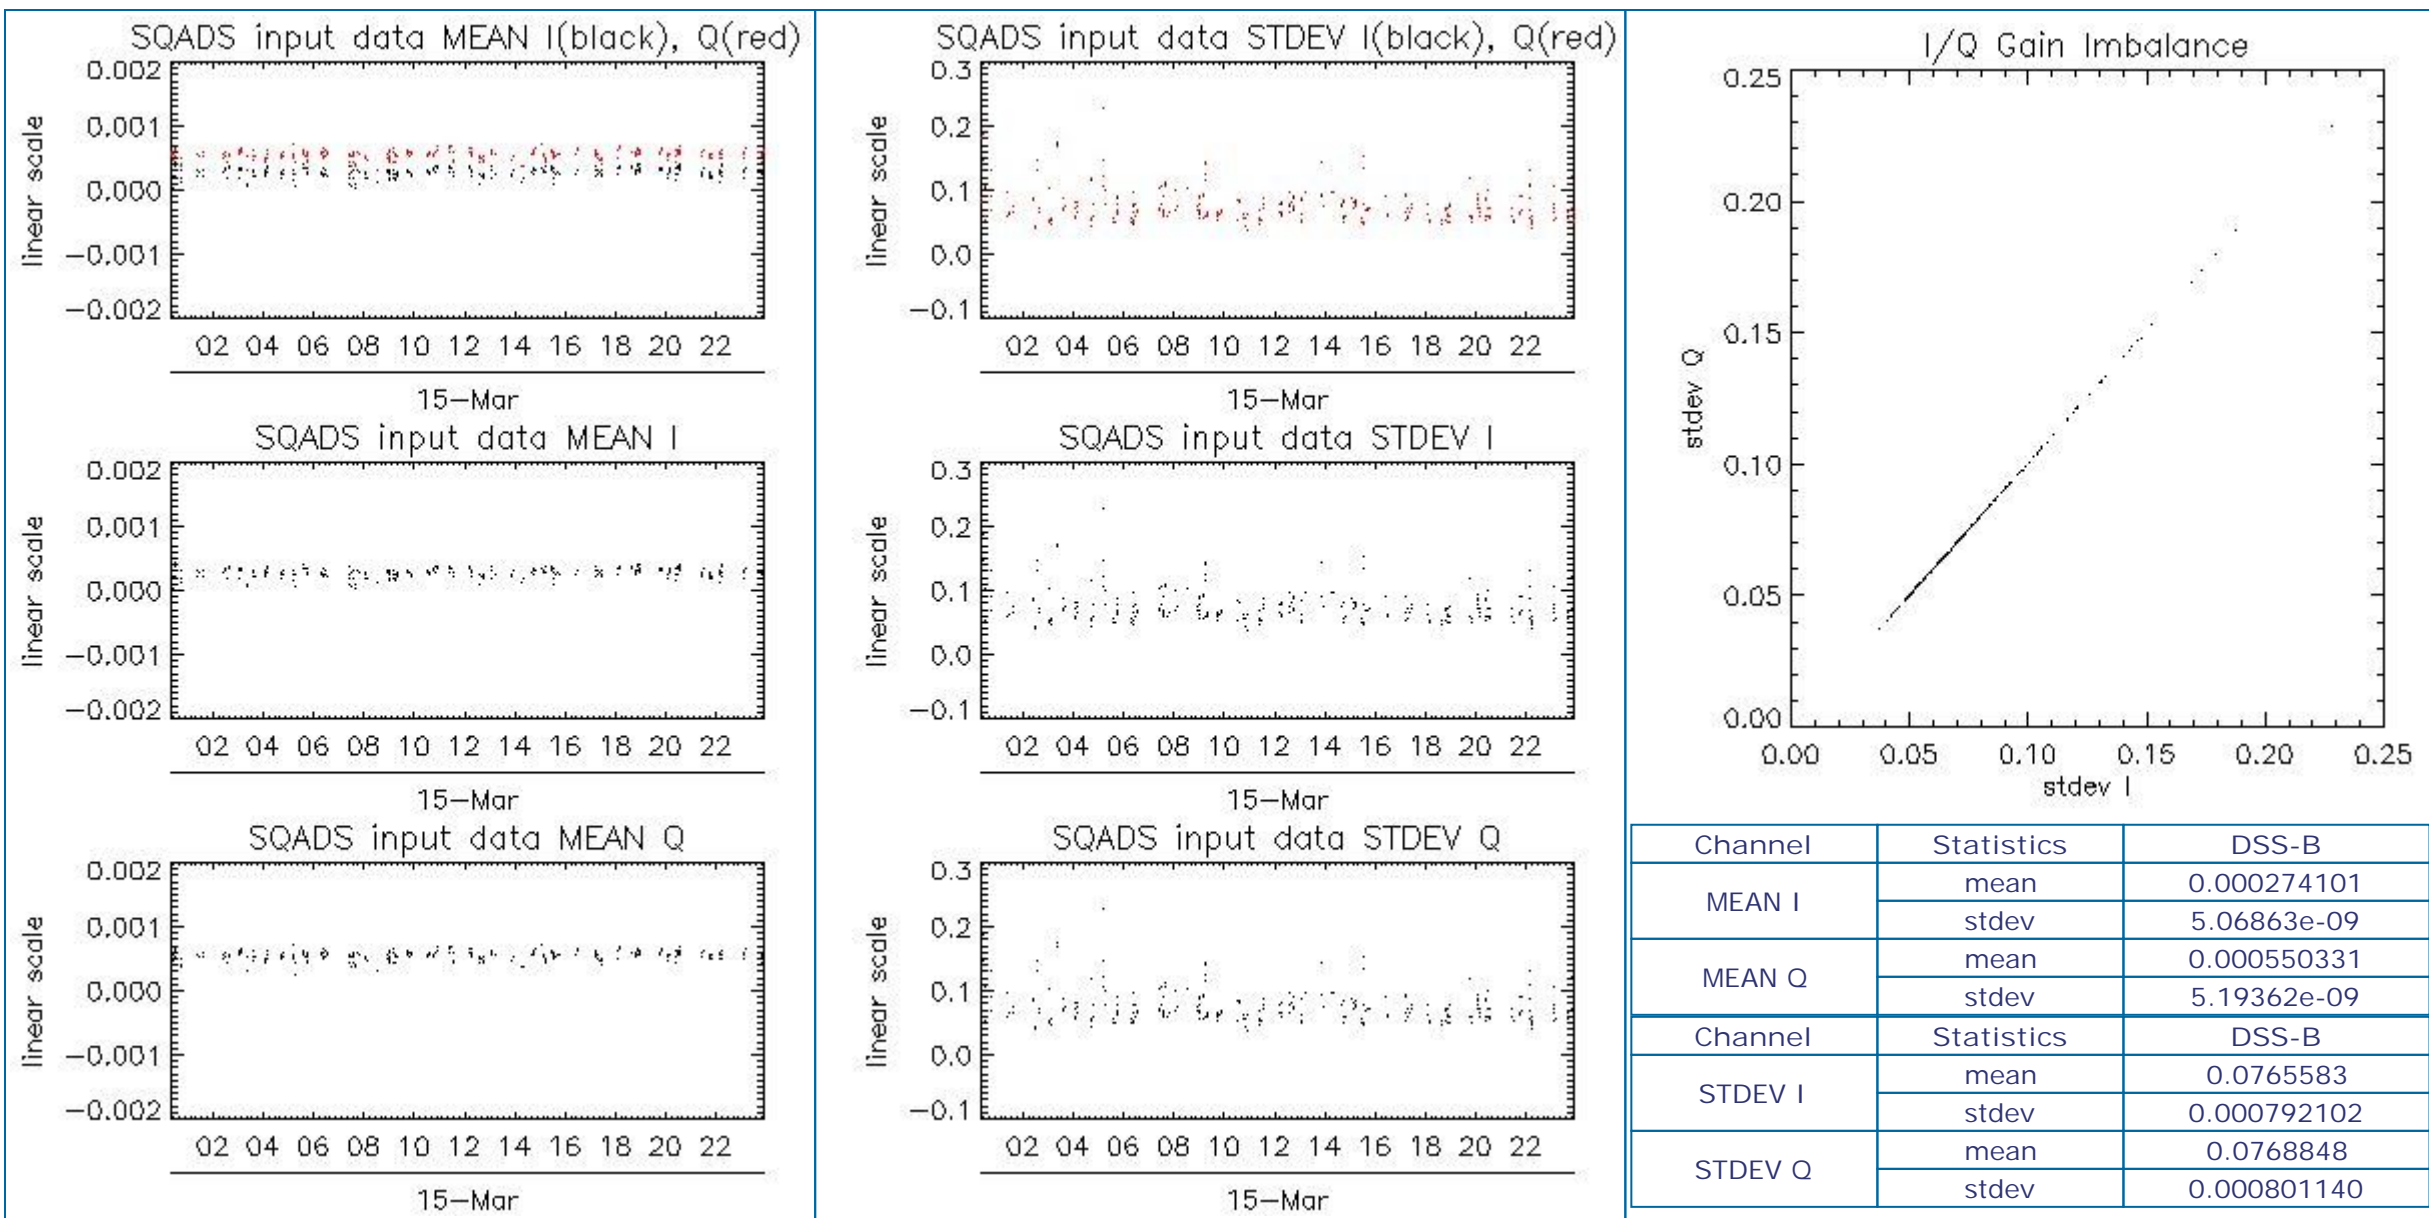 SQADS input data MEAN I(black), Q(red)
linear scale
0.002
0.001
0.000
−0.001
−0.002
02 04 06 08 10 12 14 16 18 20 22
15−Mar
SQADS input data MEAN I
linear scale
0.002
0.001
0.000
−0.001
−0.002
02 04 06 08 10 12 14 16 18 20 22
15−Mar
SQADS input data MEAN Q
linear scale
0.002
0.001
0.000
−0.001
−0.002
02 04 06 08 10 12 14 16 18 20 22
15−Mar
SQADS input data STDEV I(black), Q(red)
linear scale
0.3
0.2
0.1
0.0
−0.1
02 04 06 08 10 12 14 16 18 20 22
15−Mar
SQADS input data STDEV I
linear scale
0.3
0.2
0.1
0.0
−0.1
02 04 06 08 10 12 14 16 18 20 22
15−Mar
SQADS input data STDEV Q
linear scale
0.3
0.2
0.1
0.0
−0.1
02 04 06 08 10 12 14 16 18 20 22
15−Mar
I/Q Gain Imbalance
stdev Q
0.25
0.20
0.15
0.10
0.05
0.00
0.00 0.05 0.10 0.15 0.20 0.25
stdev I
Channel Statistics DSS-B
MEAN I mean 0.000274101
stdev 5.06863e-09
MEAN Q mean 0.000550331
stdev 5.19362e-09
Channel Statistics DSS-B
STDEV I mean 0.0765583
stdev 0.000792102
STDEV Q mean 0.0768848
stdev 0.000801140